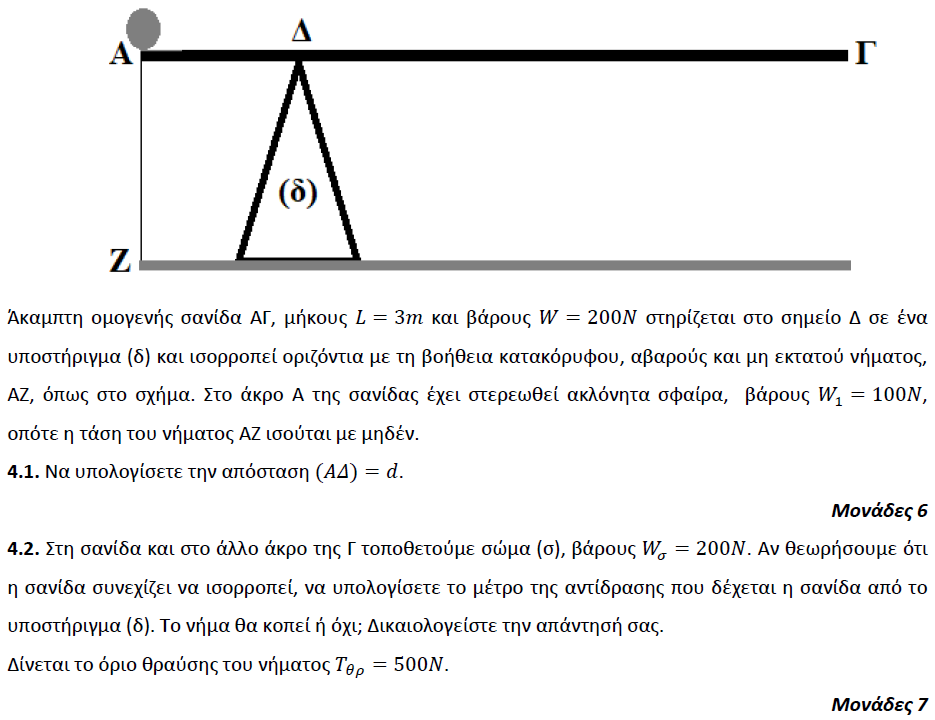 Δ
Α
Γ
(δ)
Ζ
Άκαμπτη ομογενής σανίδα ΑΓ, μήκους L = 3m και βάρους W = 200N στηρίζεται στο σημείο Δ σε ένα
υποστήριγμα (δ) και ισορροπεί οριζόντια με τη βοήθεια κατακόρυφου, αβαρούς και μη εκτατού νήματος,
ΑΖ, όπως στο σχήμα. Στο άκρο Α της σανίδας έχει στερεωθεί ακλόνητα σφαίρα, βάρους W₁ = 100N,
οπότε η τάση του νήματος ΑΖ ισούται με μηδέν.
4.1. Να υπολογίσετε την απόσταση (ΑΔ) = d.
Μονάδες 6
4.2. Στη σανίδα και στο άλλο άκρο της Γ τοποθετούμε σώμα (σ), βάρους W_σ = 200N. Αν θεωρήσουμε ότι
η σανίδα συνεχίζει να ισορροπεί, να υπολογίσετε το μέτρο της αντίδρασης που δέχεται η σανίδα από το
υποστήριγμα (δ). Το νήμα θα κοπεί ή όχι; Δικαιολογείστε την απάντησή σας.
Δίνεται το όριο θραύσης του νήματος T_θρ = 500N.
Μονάδες 7